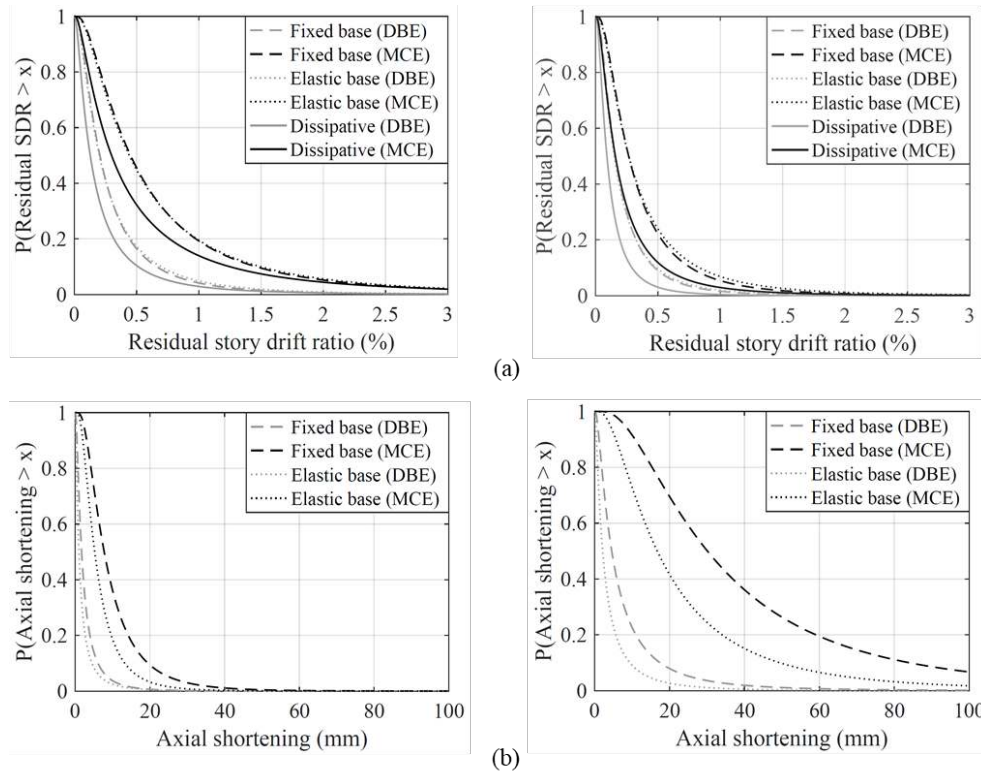 P(Residual SDR > x)
1
0.8
0.6
0.4
0.2
0
Fixed base (DBE)
Fixed base (MCE)
Elastic base (DBE)
Elastic base (MCE)
Dissipative (DBE)
Dissipative (MCE)
0 0.5 1 1.5 2 2.5 3
Residual story drift ratio (%)
P(Residual SDR > x)
1
0.8
0.6
0.4
0.2
0
Fixed base (DBE)
Fixed base (MCE)
Elastic base (DBE)
Elastic base (MCE)
Dissipative (DBE)
Dissipative (MCE)
0 0.5 1 1.5 2 2.5 3
Residual story drift ratio (%)
(a)
P(Axial shortening > x)
1
0.8
0.6
0.4
0.2
0
Fixed base (DBE)
Fixed base (MCE)
Elastic base (DBE)
Elastic base (MCE)
0 20 40 60 80 100
Axial shortening (mm)
P(Axial shortening > x)
1
0.8
0.6
0.4
0.2
0
Fixed base (DBE)
Fixed base (MCE)
Elastic base (DBE)
Elastic base (MCE)
0 20 40 60 80 100
Axial shortening (mm)
(b)